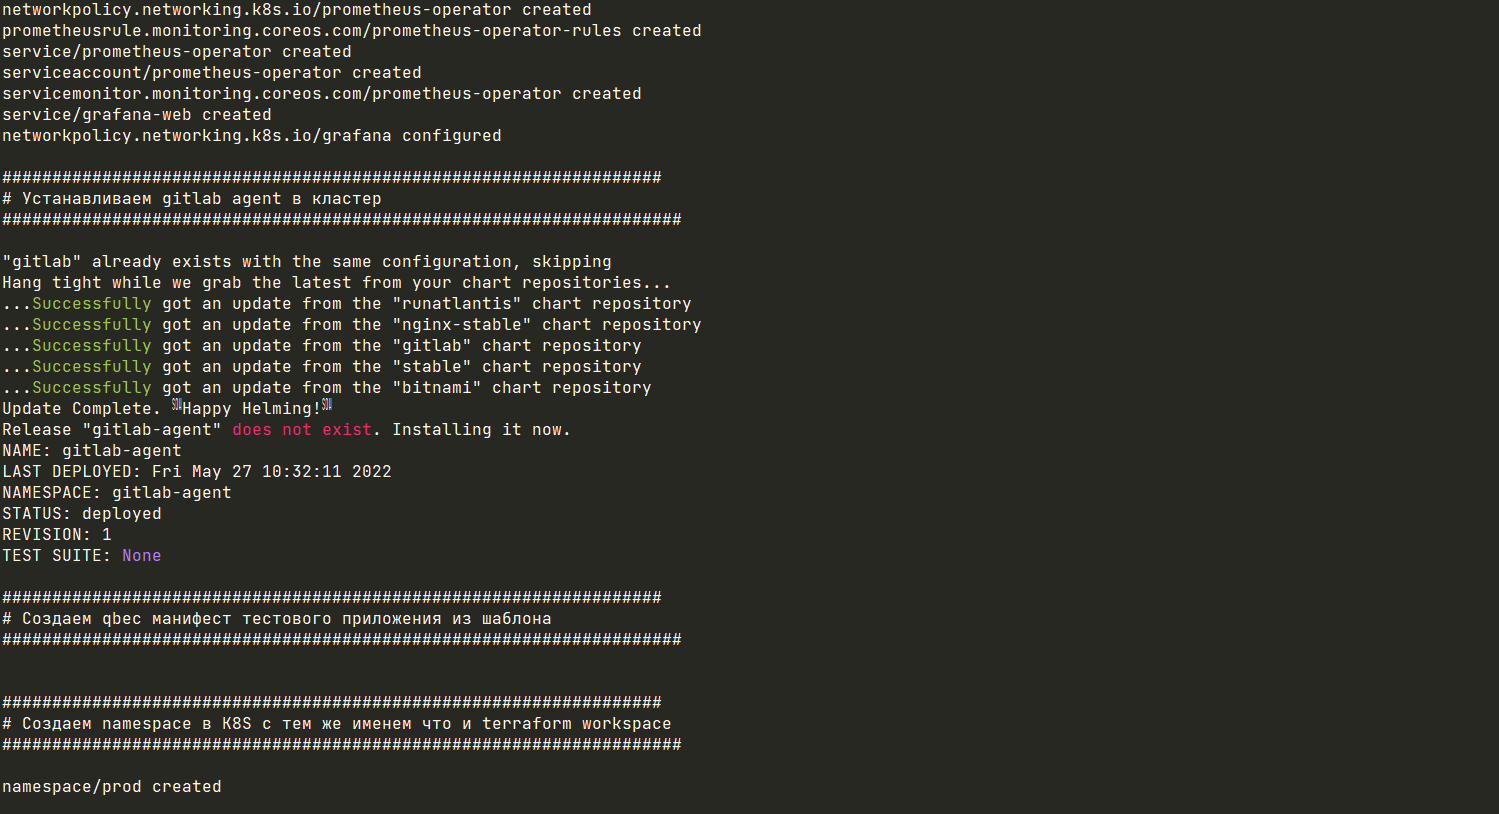 networkpolicy.networking.k8s.io/prometheus-operator created
prometheusrule.monitoring.coreos.com/prometheus-operator-rules created
service/prometheus-operator created
serviceaccount/prometheus-operator created
servicemonitor.monitoring.coreos.com/prometheus-operator created
service/grafana-web created
networkpolicy.networking.k8s.io/grafana configured
##################################################################
# Устанавливаем gitlab agent в кластер
####################################################################
"gitlab" already exists with the same configuration, skipping
Hang tight while we grab the latest from your chart repositories...
...Successfully got an update from the "runatlantis" chart repository
...Successfully got an update from the "nginx-stable" chart repository
...Successfully got an update from the "gitlab" chart repository
...Successfully got an update from the "stable" chart repository
...Successfully got an update from the "bitnami" chart repository
Update Complete. Happy Helming!
Release "gitlab-agent" does not exist. Installing it now.
NAME: gitlab-agent
LAST DEPLOYED: Fri May 27 10:32:11 2022
NAMESPACE: gitlab-agent
STATUS: deployed
REVISION: 1
TEST SUITE: None
##################################################################
# Создаем qbec манифест тестового приложения из шаблона
####################################################################
##################################################################
# Создаем namespace в K8S с тем же именем что и terraform workspace
####################################################################
namespace/prod created